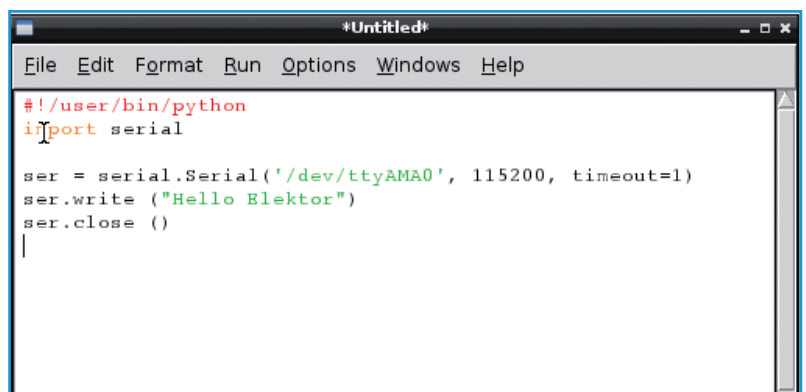 *Untitled*
File Edit Format Run Options Windows Help
#!/user/bin/python
import serial
ser = serial.Serial('/dev/ttyAMA0', 115200, timeout=1)
ser.write ("Hello Elektor")
ser.close ()